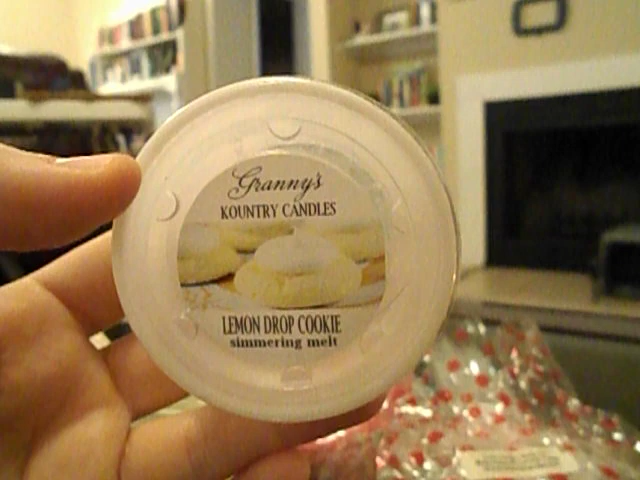 Granny's
KOUNTRY CANDLES
LEMON DROP COOKIE
simmering melt